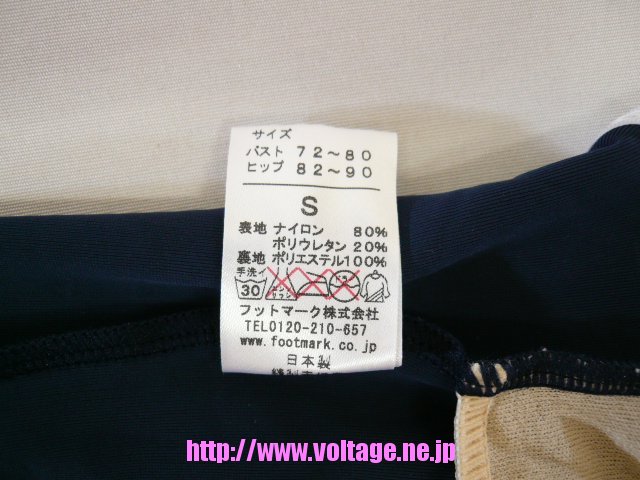 サイズ
バスト 72～80
ヒップ 82～90
S
表地 ナイロン 80%
ポリウレタン 20%
裏地 ポリエステル100%
手洗イ
30
フットマーク株式会社
TEL0120-210-657
www.footmark.co.jp
日本製
http://www.voltage.ne.jp